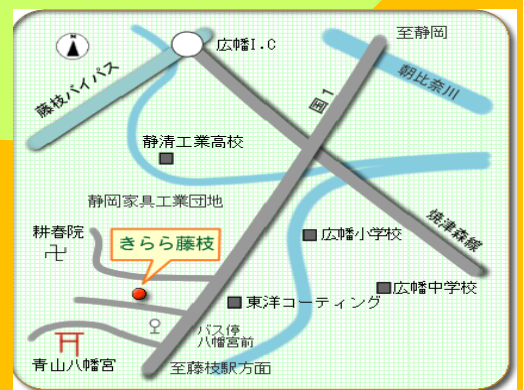 広幡I.C
至静岡
藤枝バイパス
朝比奈川
国1
静清工業高校
静岡家具工業団地
焼津森線
耕春院
きらら藤枝
広幡小学校
広幡中学校
東洋コーティング
バス停
八幡宮前
青山八幡宮
至藤枝駅方面